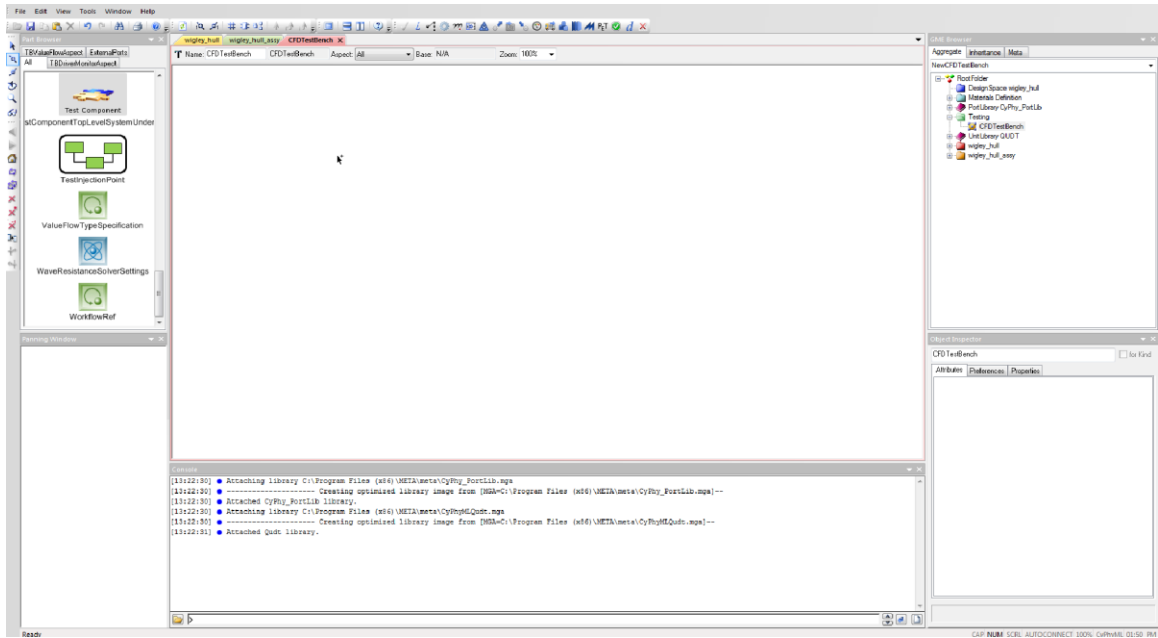 File Edit View Tools Window Help
Part Browser
TBValueFlowAspect ExternalParts
All TBDriverMonitorAspect
Test Component
stComponentTopLevelSystemUnder
TestInjectionPoint
ValueFlowTypeSpecification
WaveResistanceSolverSettings
WorkflowRef
Panning Window
wigley_hull wigley_hull_assy CFDTestBench
Name: CFDTestBench CFDTestBench Aspect: All Base: N/A Zoom: 100%
Console
[13:22:30] Attaching library C:\Program Files (x86)\META\meta\CyPhy_PortLib.mga
[13:22:30] -------------------- Creating optimized library image from [MGA=C:\Program Files (x86)\META\meta\CyPhy_PortLib.mga]--
[13:22:30] Attached CyPhy_PortLib library.
[13:22:30] Attaching library C:\Program Files (x86)\META\meta\CyPhyMLQudt.mga
[13:22:30] -------------------- Creating optimized library image from [MGA=C:\Program Files (x86)\META\meta\CyPhyMLQudt.mga]--
[13:22:31] Attached Qudt library.
GME Browser
Aggregate Inheritance Meta
NewCFDTestBench
RootFolder
DesignSpace wigley_hull
Materials Definition
PortLibrary CyPhy_PortLib
Testing
CFDTestBench
UnitLibrary QUDT
wigley_hull
wigley_hull_assy
Object Inspector
CFDTestBench for Kind
Attributes Preferences Properties
Ready CAP NUM SCRL AUTOCONNECT 100% CyPhyML 01:50 PM